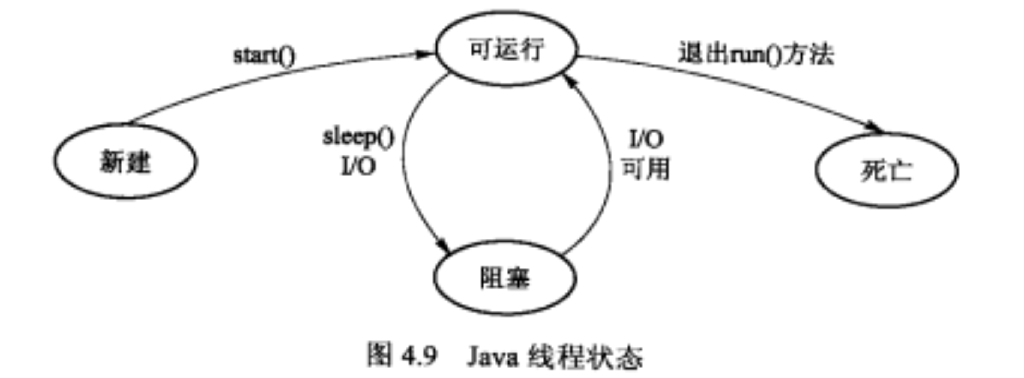 可运行
start()
退出run()方法
sleep()
I/O
I/O
可用
新建
死亡
阻塞
图 4.9 Java 线程状态